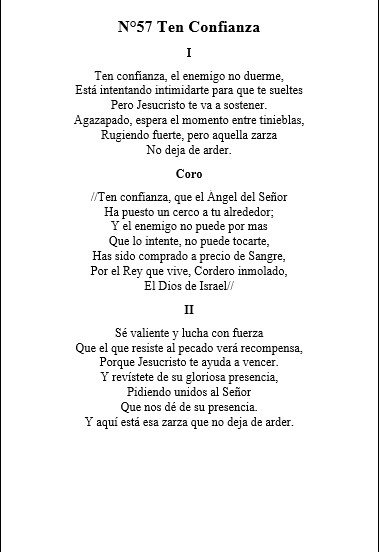 N°57 Ten Confianza
I
Ten confianza, el enemigo no duerme,
Está intentando intimidarte para que te sueltes
Pero Jesucristo te va a sostener.
Agazapado, espera el momento entre tinieblas,
Rugiendo fuerte, pero aquella zarza
No deja de arder.
Coro
//Ten confianza, que el Ángel del Señor
Ha puesto un cerco a tu alrededor;
Y el enemigo no puede por mas
Que lo intente, no puede tocarte,
Has sido comprado a precio de Sangre,
Por el Rey que vive, Cordero inmolado,
El Dios de Israel//
II
Sé valiente y lucha con fuerza
Que el que resiste al pecado verá recompensa,
Porque Jesucristo te ayuda a vencer.
Y revístete de su gloriosa presencia,
Pidiendo unidos al Señor
Que nos dé de su presencia.
Y aquí está esa zarza que no deja de arder.